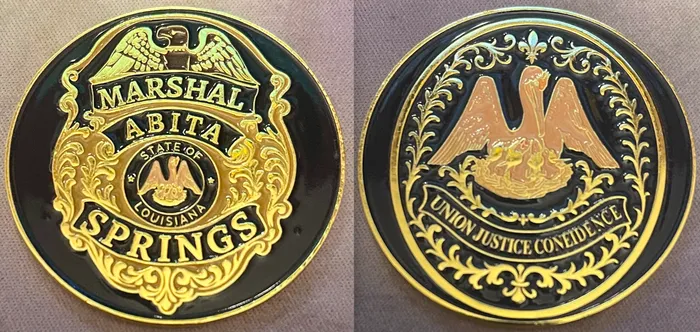 MARSHAL
ABITA
STATE OF
LOUISIANA
SPRINGS
UNION JUSTICE CONFIDENCE